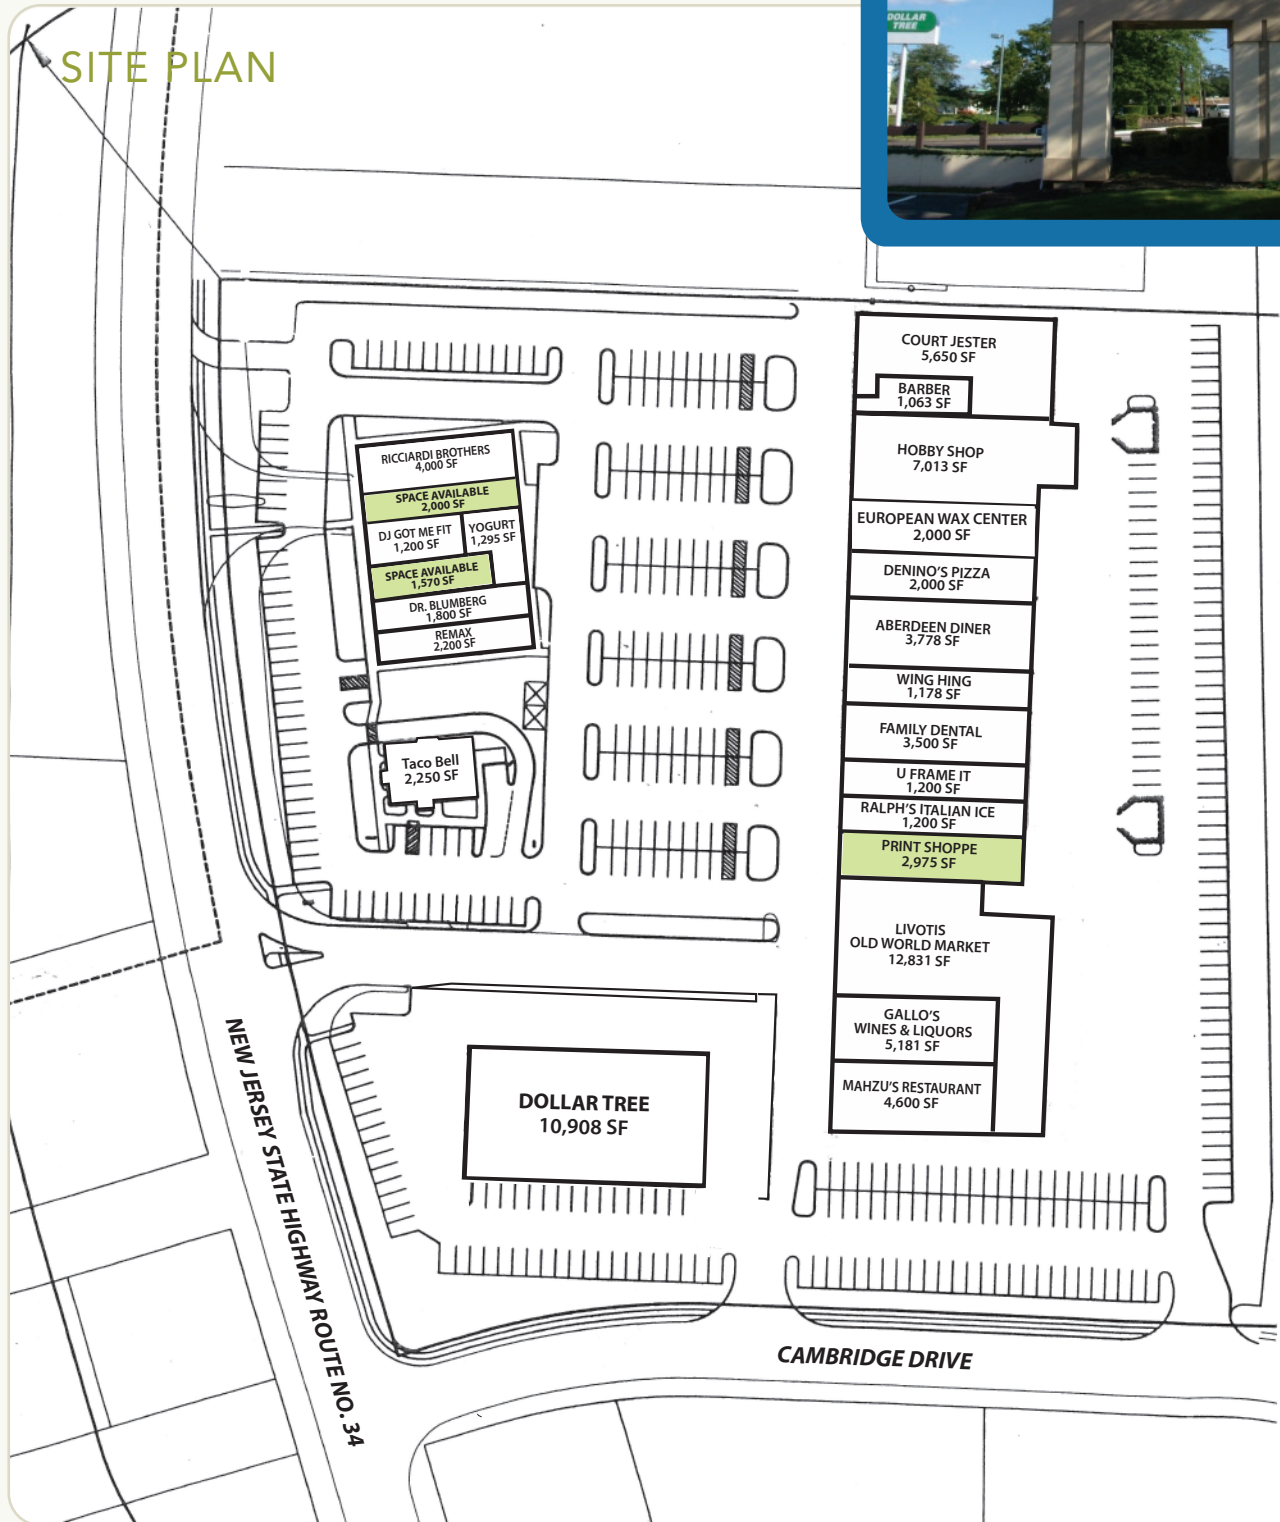 SITE PLAN
DOLLAR
TREE
COURT JESTER
5,650 SF
BARBER
1,063 SF
HOBBY SHOP
7,013 SF
EUROPEAN WAX CENTER
2,000 SF
DENINO'S PIZZA
2,000 SF
ABERDEEN DINER
3,778 SF
WING HING
1,178 SF
FAMILY DENTAL
3,500 SF
U FRAME IT
1,200 SF
RALPH'S ITALIAN ICE
1,200 SF
PRINT SHOPPE
2,975 SF
LIVOTIS
OLD WORLD MARKET
12,831 SF
GALLO'S
WINES & LIQUORS
5,181 SF
MAHZU'S RESTAURANT
4,600 SF
RICCIARDI BROTHERS
4,000 SF
SPACE AVAILABLE
2,000 SF
DJ GOT ME FIT
1,200 SF
YOGURT
1,295 SF
SPACE AVAILABLE
1,570 SF
DR. BLUMBERG
1,800 SF
REMAX
2,200 SF
Taco Bell
2,250 SF
DOLLAR TREE
10,908 SF
NEW JERSEY STATE HIGHWAY ROUTE NO. 34
CAMBRIDGE DRIVE